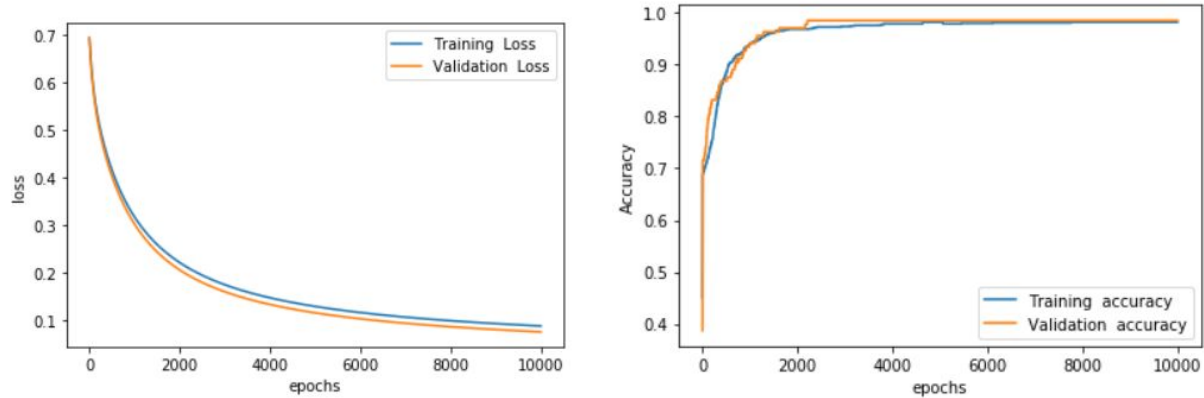 0.7
0.6
0.5
0.4
0.3
0.2
0.1
loss
0 2000 4000 6000 8000 10000
epochs
Training Loss
Validation Loss
1.0
0.9
0.8
0.7
0.6
0.5
0.4
Accuracy
0 2000 4000 6000 8000 10000
epochs
Training accuracy
Validation accuracy